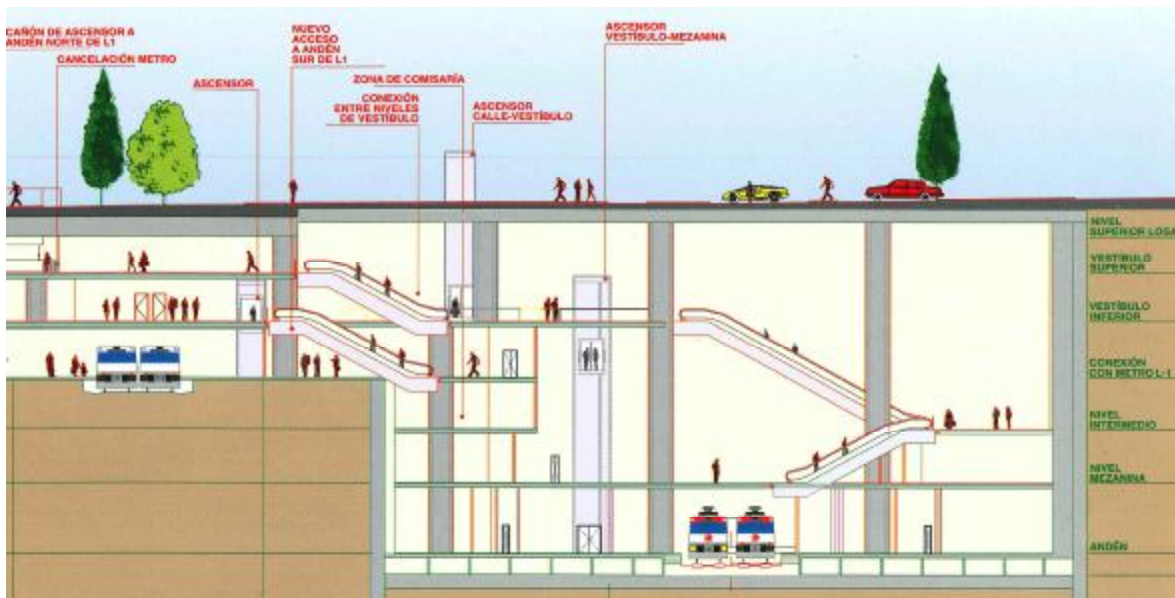 CAÑÓN DE ASCENSOR A
ANDÉN NORTE DE L1
CANCELACIÓN METRO
ASCENSOR
NUEVO
ACCESO
A ANDÉN
SUR DE L1
ZONA DE COMISARÍA
CONEXIÓN
ENTRE NIVELES
DE VESTÍBULO
ASCENSOR
CALLE-VESTÍBULO
ASCENSOR
VESTÍBULO-MEZANINA
NIVEL
SUPERIOR LOSA
VESTÍBULO
SUPERIOR
VESTÍBULO
INFERIOR
CONEXIÓN
CON METRO L-1
NIVEL
INTERMEDIO
NIVEL
MEZANINA
ANDÉN